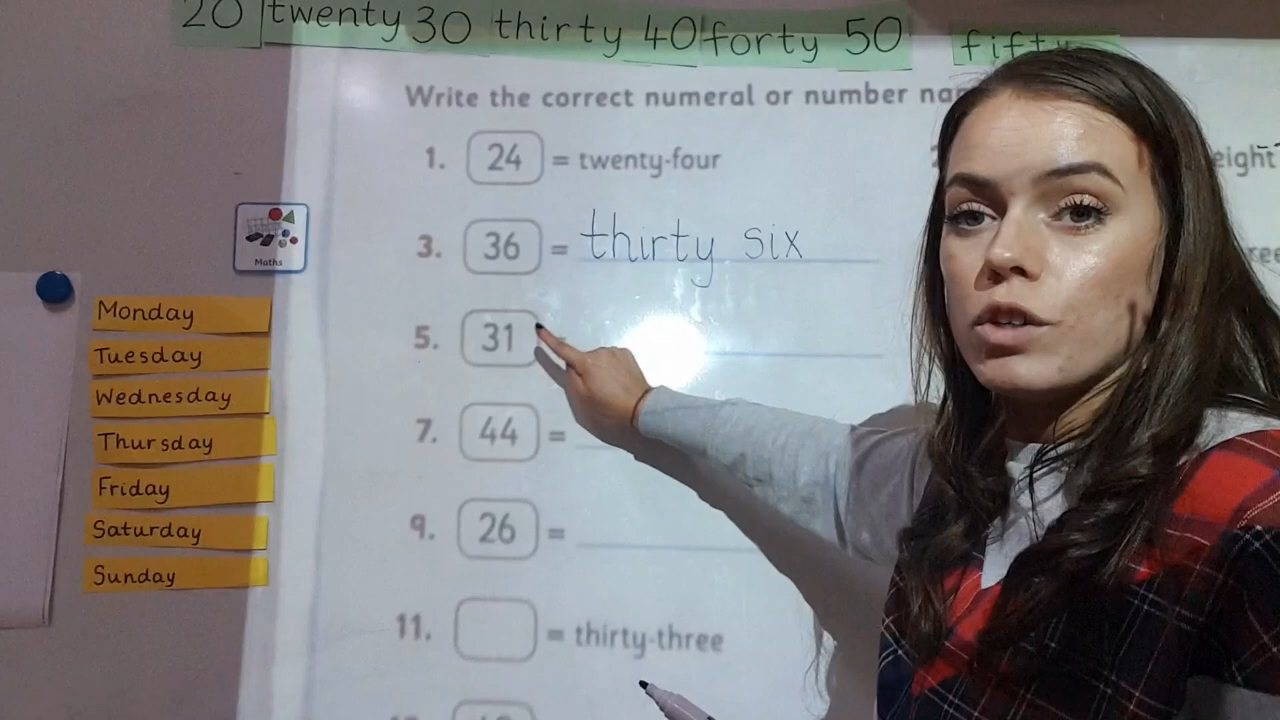 20 twenty 30 thirty 40 forty 50 fifty
Write the correct numeral or number
1. 24 = twenty-four
eight
3. 36 = thirty six
Maths
5. 31
7. 44 =
9. 26 =
11. = thirty-three
Monday
Tuesday
Wednesday
Thursday
Friday
Saturday
Sunday